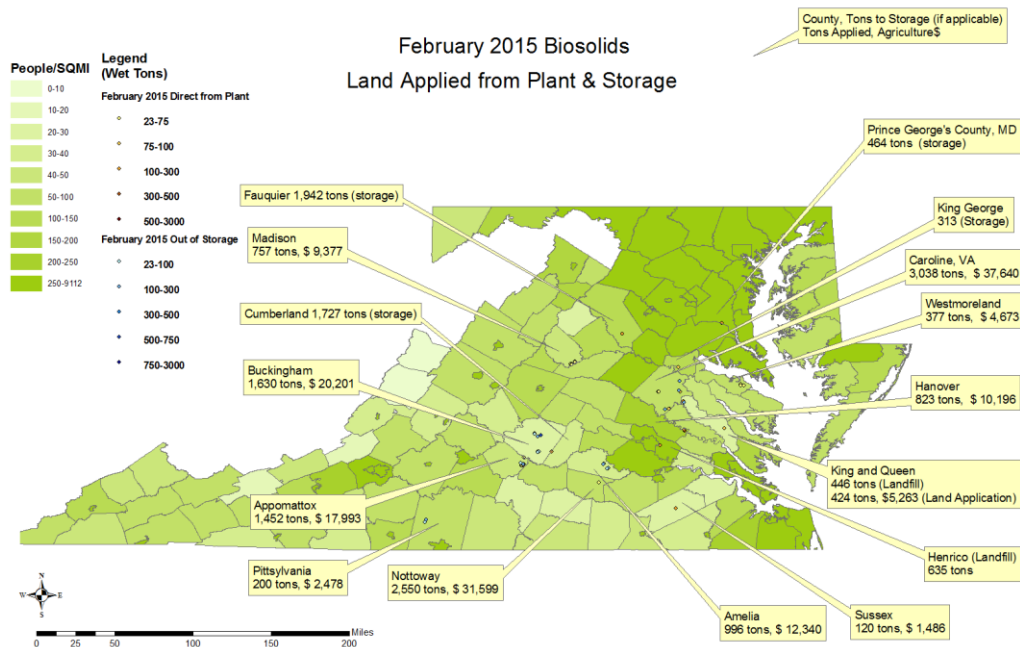 County, Tons to Storage (if applicable)
Tons Applied, Agriculture$
February 2015 Biosolids
Land Applied from Plant & Storage
People/SQMI
0-10
10-20
20-30
30-40
40-50
50-100
100-150
150-200
200-250
250-9112
Legend
(Wet Tons)
February 2015 Direct from Plant
23-75
75-100
100-300
300-500
500-3000
February 2015 Out of Storage
23-100
100-300
300-500
500-750
750-3000
Fauquier 1,942 tons (storage)
Madison
757 tons, $ 9,377
Cumberland 1,727 tons (storage)
Buckingham
1,630 tons, $ 20,201
Appomattox
1,452 tons, $ 17,993
Pittsylvania
200 tons, $ 2,478
Nottoway
2,550 tons, $ 31,599
Amelia
996 tons, $ 12,340
Sussex
120 tons, $ 1,486
Prince George's County, MD
464 tons (storage)
King George
313 (Storage)
Caroline, VA
3,038 tons, $ 37,640
Westmoreland
377 tons, $ 4,673
Hanover
823 tons, $ 10,196
King and Queen
446 tons (Landfill)
424 tons, $5,263 (Land Application)
Henrico (Landfill)
635 tons
N
W E
S
Miles
0 25 50 100 150 200